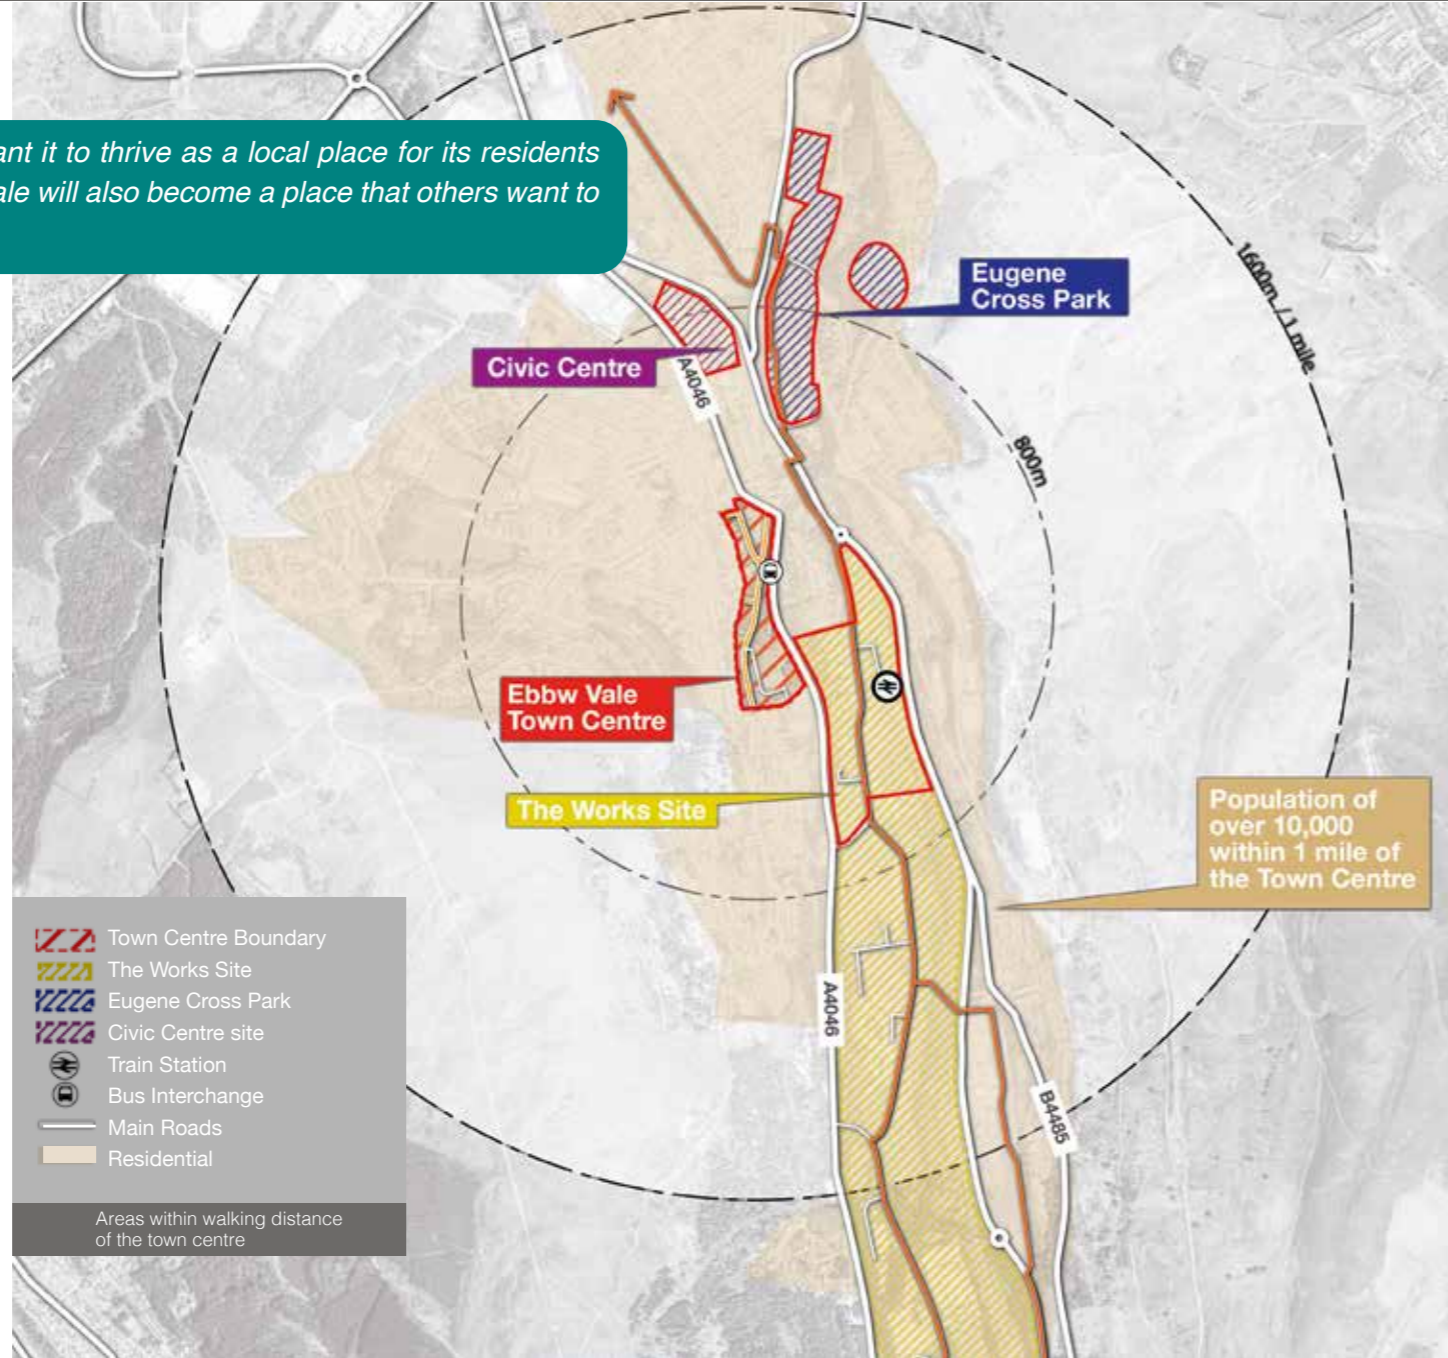 ant it to thrive as a local place for its residents
ale will also become a place that others want to
1600m / 1 mile
Eugene
Cross Park
Civic Centre
A4046
800m
Ebbw Vale
Town Centre
The Works Site
Population of
over 10,000
within 1 mile of
the Town Centre
A4046
B4485
Town Centre Boundary
The Works Site
Eugene Cross Park
Civic Centre site
Train Station
Bus Interchange
Main Roads
Residential
Areas within walking distance
of the town centre